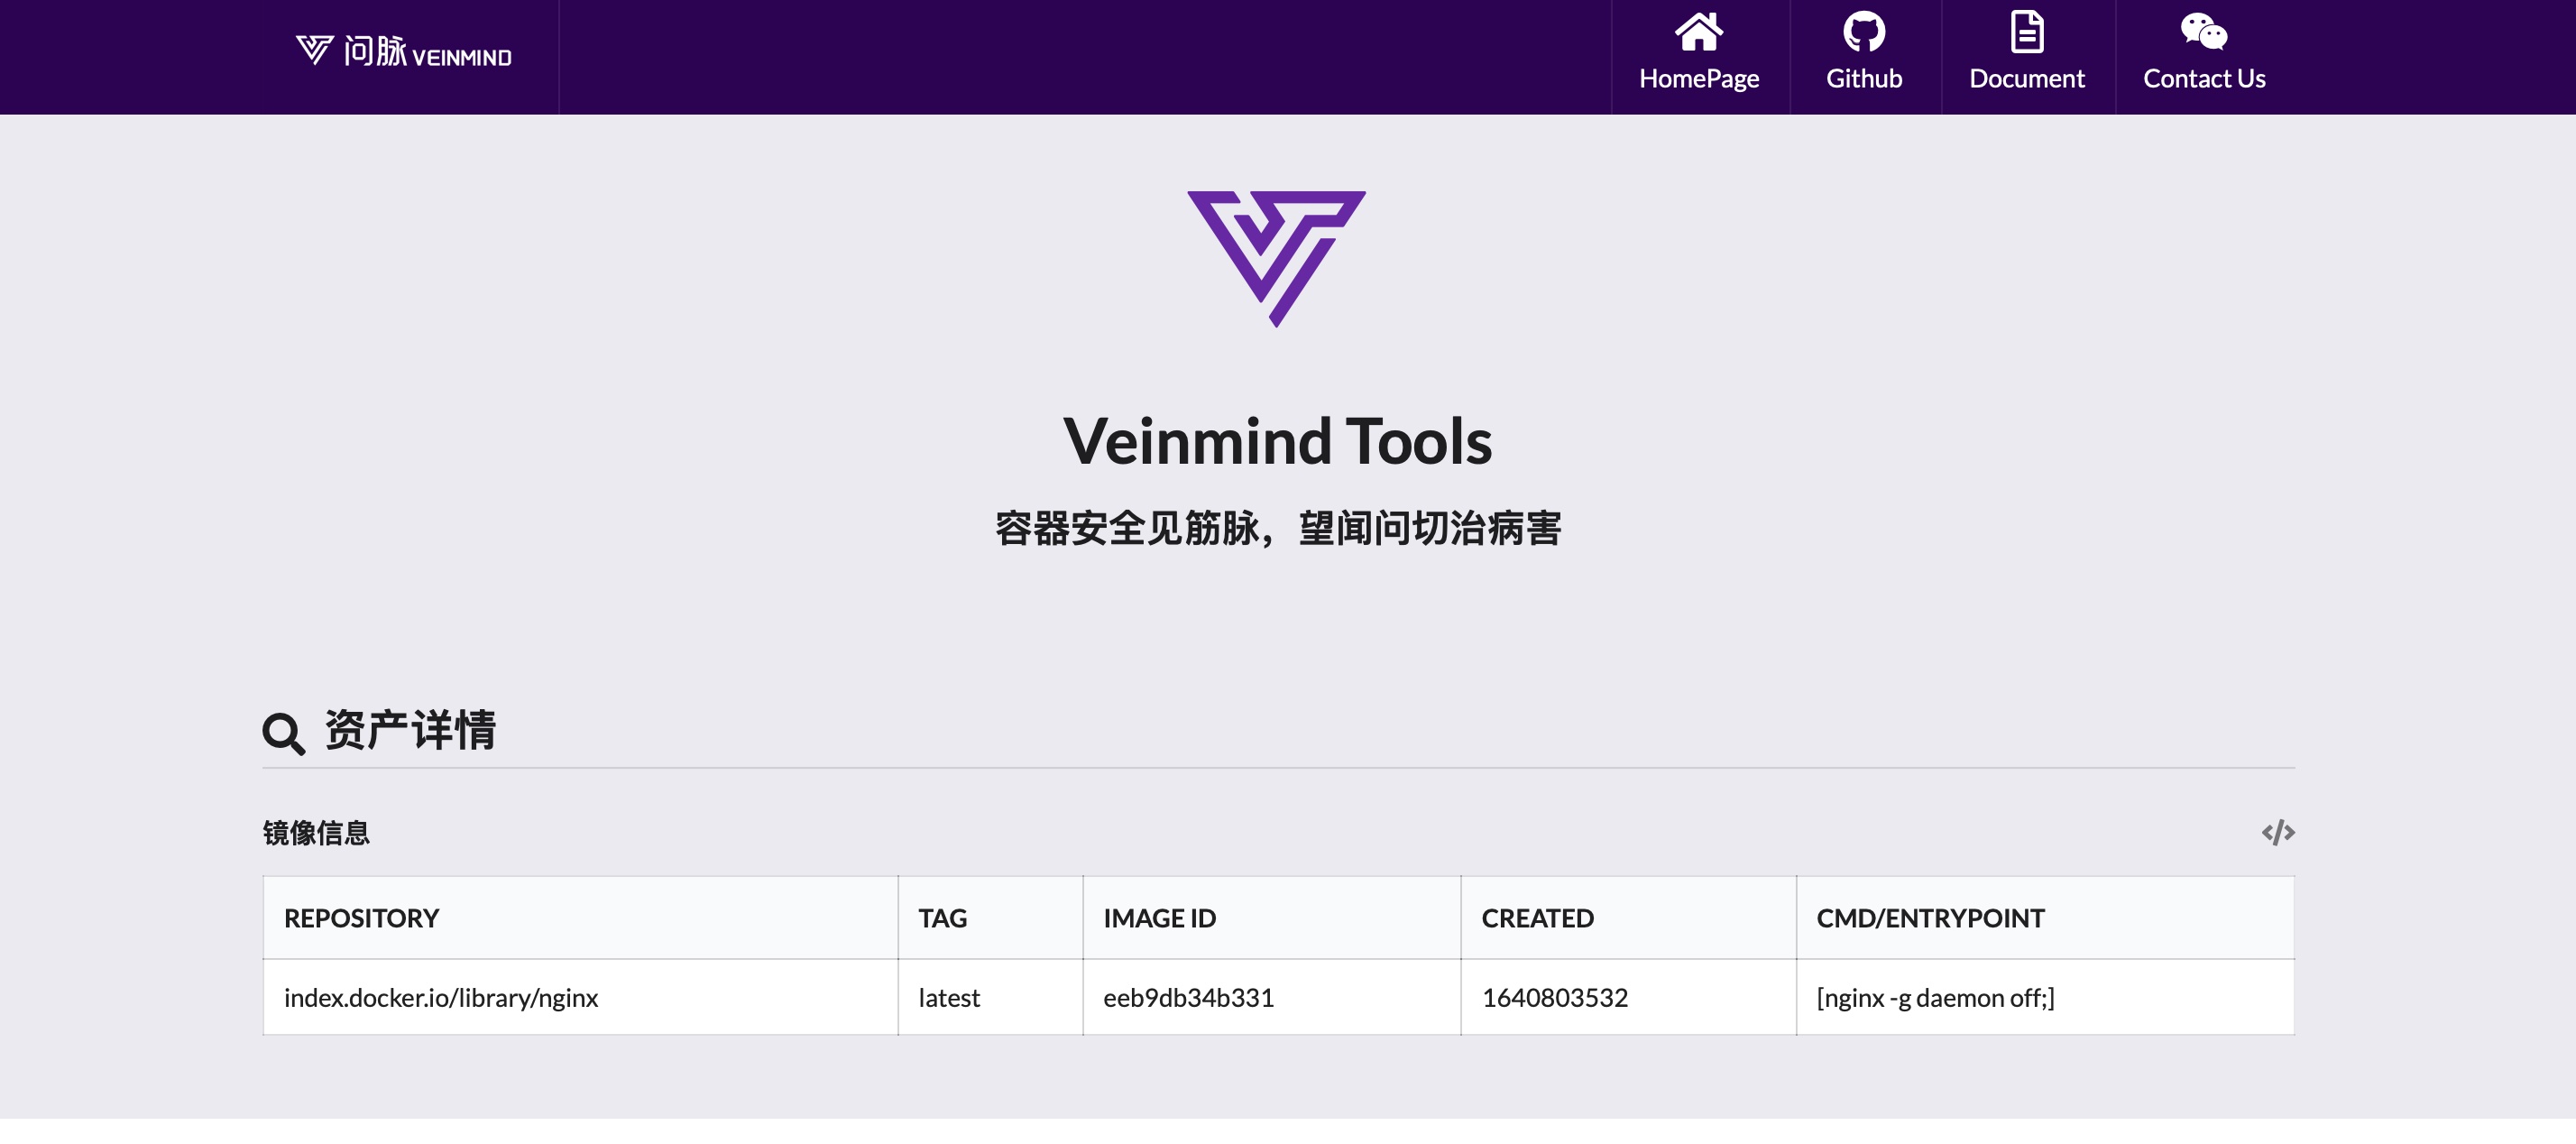 问脉 VEINMIND
HomePage
Github
Document
Contact Us
Veinmind Tools
容器安全见筋脉，望闻问切治病害
资产详情
镜像信息
REPOSITORY TAG IMAGE ID CREATED CMD/ENTRYPOINT
index.docker.io/library/nginx latest eeb9db34b331 1640803532 [nginx -g daemon off;]